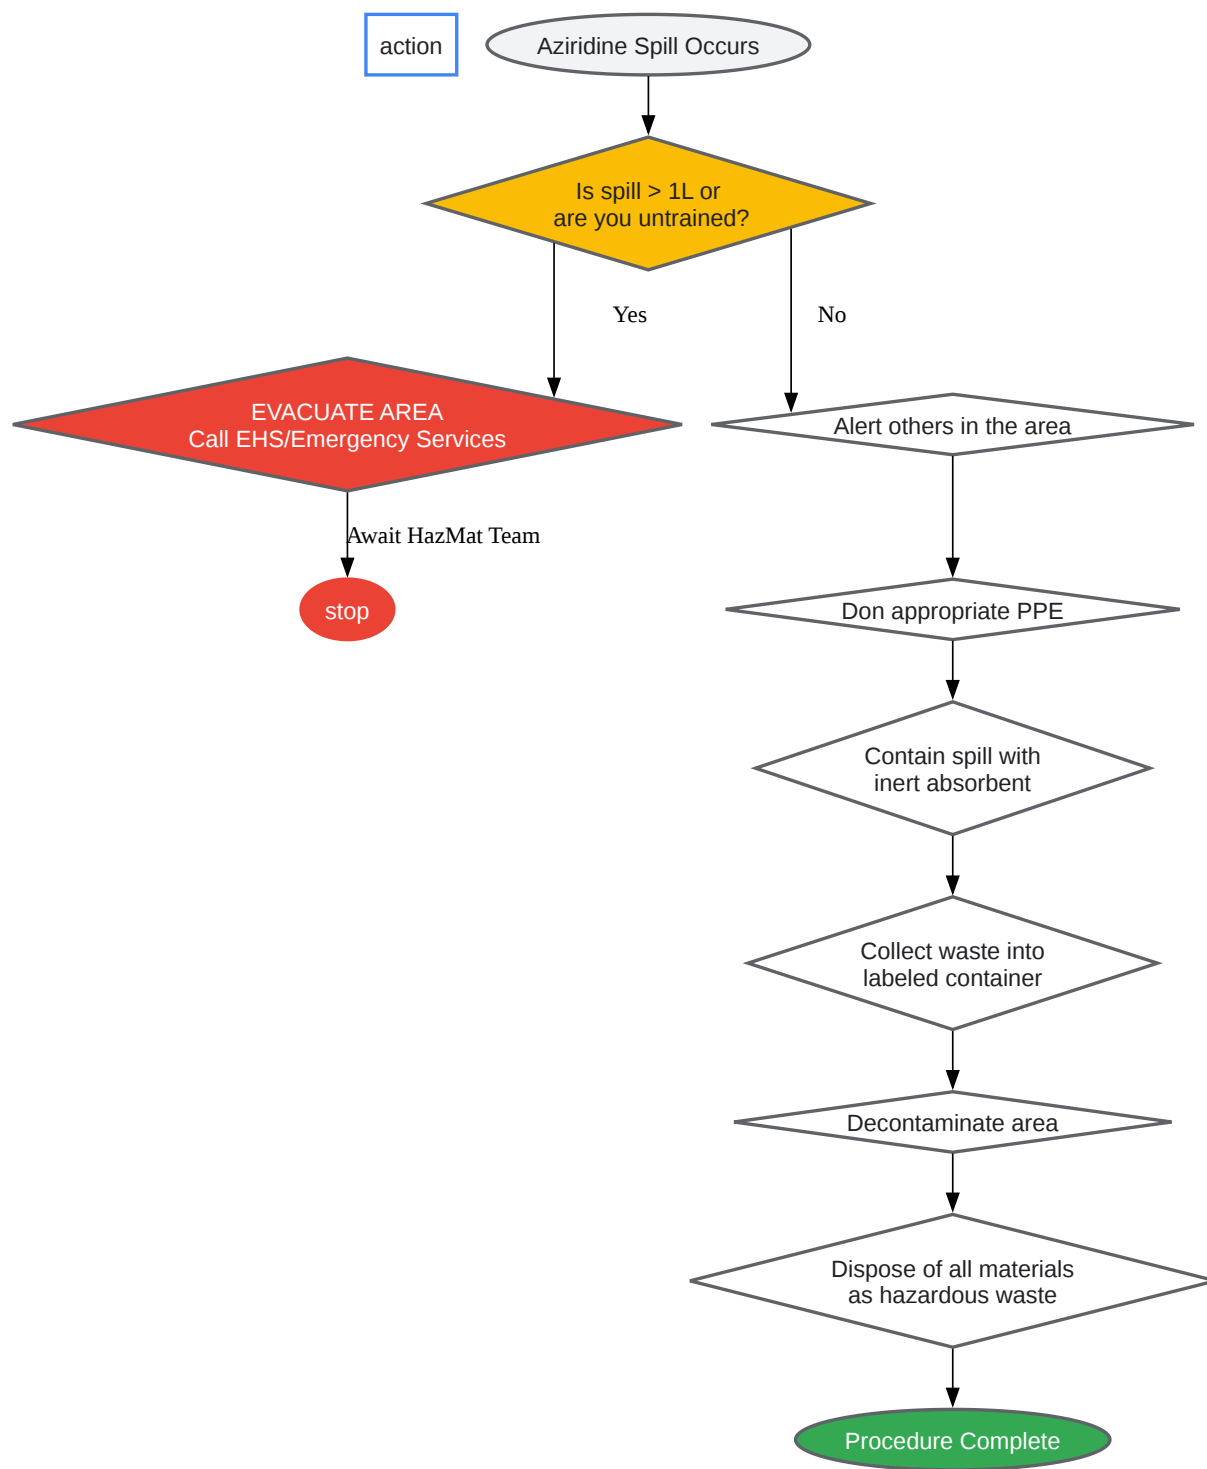 action
Aziridine Spill Occurs
Is spill > 1L or
are you untrained?
Yes
No
EVACUATE AREA
Call EHS/Emergency Services
Alert others in the area
Await HazMat Team
stop
Don appropriate PPE
Contain spill with
inert absorbent
Collect waste into
labeled container
Decontaminate area
Dispose of all materials
as hazardous waste
Procedure Complete